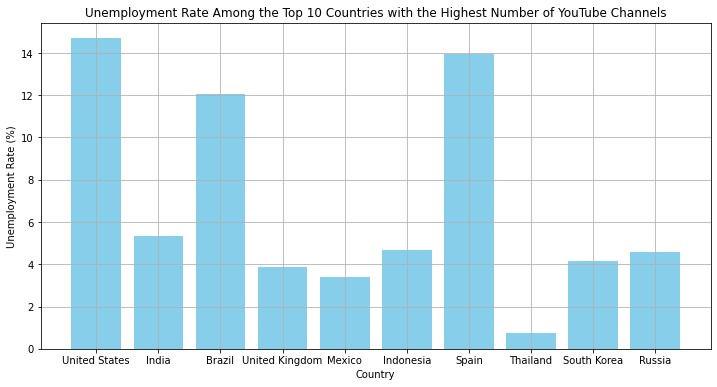 Unemployment Rate Among the Top 10 Countries with the Highest Number of YouTube Channels
Unemployment Rate (%)
14
12
10
8
6
4
2
0
United States India Brazil United Kingdom Mexico Indonesia Spain Thailand South Korea Russia
Country